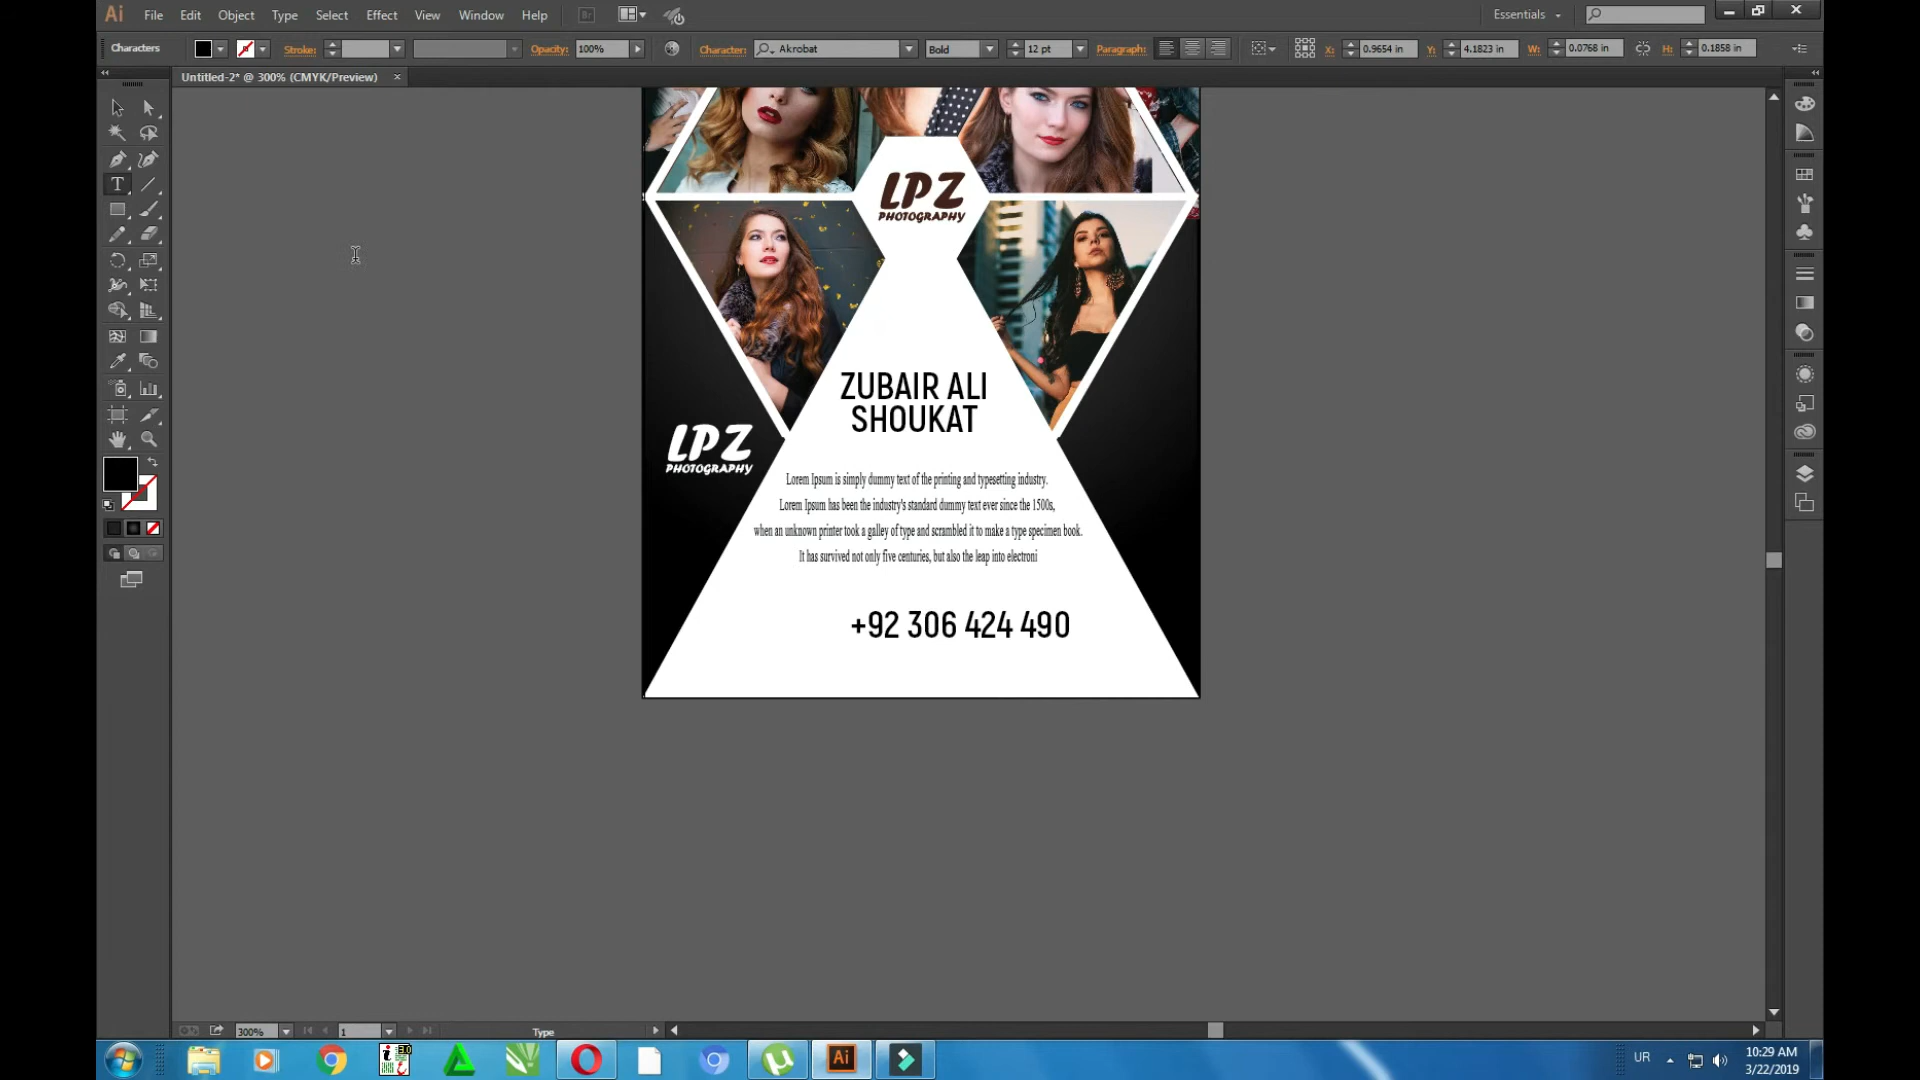 Ai File Edit Object Type Select Effect View Window Help Br Essentials
Characters Stroke: Opacity: 100% Character: Akrobat Bold 12 pt Paragraph: X: 0.9654 in Y: 4.1823 in W: 0.0768 in H: 0.1858 in
Untitled-2* @ 300% (CMYK/Preview) ×
LPZ
PHOTOGRAPHY
ZUBAIR ALI
SHOUKAT
LPZ
PHOTOGRAPHY
Lorem Ipsum is simply dummy text of the printing and typesetting industry.
Lorem Ipsum has been the industry's standard dummy text ever since the 1500s,
when an unknown printer took a galley of type and scrambled it to make a type specimen book.
It has survived not only five centuries, but also the leap into electroni
+92 306 424 490
300% 1 Type
Ai UR 10:29 AM
3/22/2019